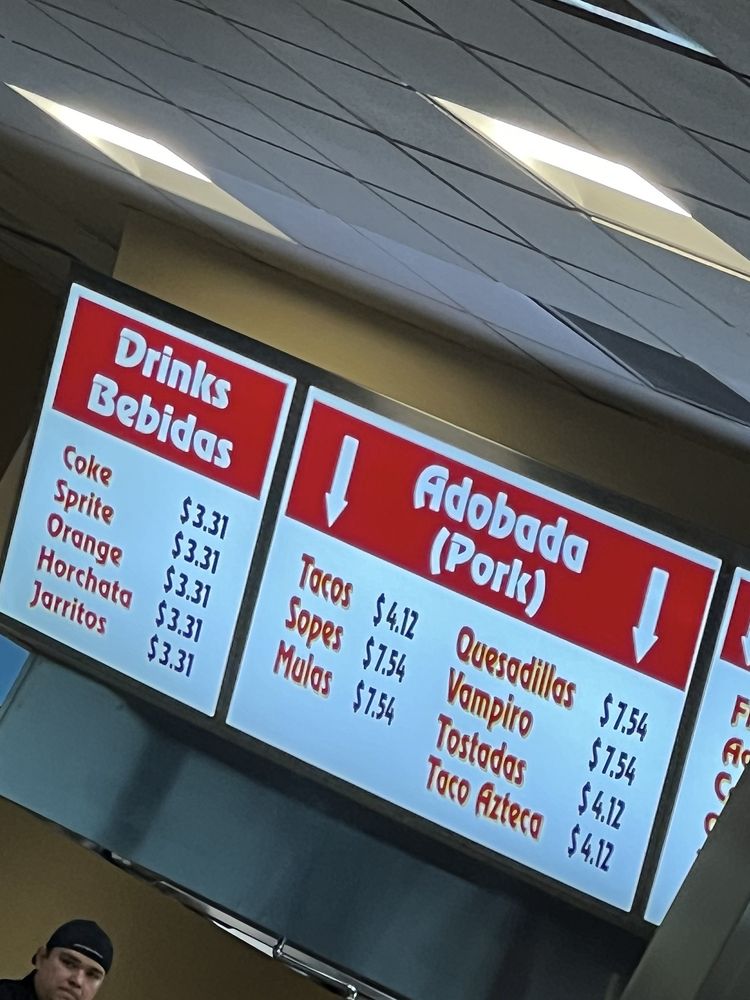 Drinks
Bebidas
Coke $3.31
Sprite $3.31
Orange $3.31
Horchata $3.31
Jarritos $3.31
Adobada
(Pork)
Tacos $4.12
Sopes $7.54
Mulas $7.54
Quesadillas $7.54
Vampiro $7.54
Tostadas $4.12
Taco Azteca $4.12